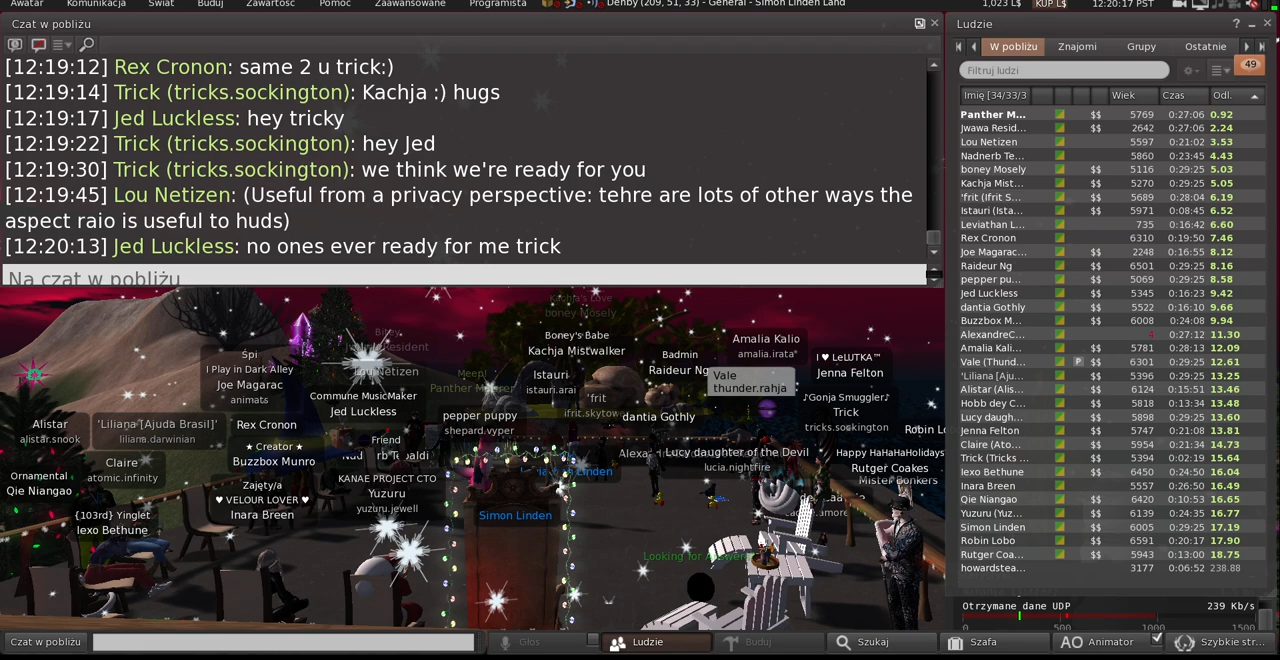 Awatar Komunikacja Świat Buduj Zawartość Pomoc Zaawansowane Programista Denby (209, 51, 33) - General - Simon Linden Land 1,023 L$ KUP L$ 12:20:17 PST
Czat w pobliżu
[12:19:12] Rex Cronon: same 2 u trick:)
[12:19:14] Trick (tricks.sockington): Kachja :) hugs
[12:19:17] Jed Luckless: hey tricky
[12:19:22] Trick (tricks.sockington): hey Jed
[12:19:30] Trick (tricks.sockington): we think we're ready for you
[12:19:45] Lou Netizen: (Useful from a privacy perspective: tehre are lots of other ways the
aspect raio is useful to huds)
[12:20:13] Jed Luckless: no ones ever ready for me trick
Na czat w pobliżu
Kachja's Love
boney Mosely
Boney's Babe
Kachja Mistwalker
Amalia Kalio
amalia.irata*
Badmin
Raideur Ng
I ♥ LeLUTKA™
Jenna Felton
Śpi
I Play in Dark Alley
Joe Magarac
animats
Netizen
Meep!
Panther
Istauri
istauri.arai
Vale
thunder.rahja
Commune MusicMaker
Jed Luckless
'frit
ifrit.skytow
♪Gonja Smuggler♪
Trick
tricks.sockington
pepper puppy
shepard.vyper
dantia Gothly
Alistar
alistar.snook
'Liliana [Ajuda Brasil]'
liliana.darwinian
Rex Cronon
Robin Lo
★ Creator ★
Buzzbox Munro
Friend
Lucy daughter of the Devil
lucia.nightfire
Happy HaHaHaHolidays
Rutger Coakes
Mister Bonkers
Claire
atomic.infinity
Linden
Ornamental
Qie Niangao
KANAE PROJECT CTO
Yuzuru
yuzuru.jewell
Zajęty/a
♥ VELOUR LOVER ♥
Inara Breen
Simon Linden
{103rd} Yinglet
Iexo Bethune
Looking for Answers
Ludzie
W pobliżu Znajomi Grupy Ostatnie
Filtruj ludzi 49
Imię [34/33/3 Wiek Czas Odl.
Panther M... $$ 5769 0:27:06 0.92
Jwawa Resid... $$ 2642 0:27:06 2.24
Lou Netizen 5597 0:21:02 3.53
Nadnerb Te... 5860 0:23:45 4.43
boney Mosely $$ 5116 0:29:25 5.03
Kachja Mist... $$ 5270 0:29:25 5.05
'frit (Ifrit S... $$ 5689 0:28:04 6.19
Istauri (Ista... $$ 5971 0:08:45 6.52
Leviathan L... 735 0:16:42 6.60
Rex Cronon 6310 0:19:50 7.46
Joe Magarac... $$ 2248 0:16:55 8.12
Raideur Ng $$ 6501 0:29:25 8.16
pepper pu... $$ 5069 0:29:25 8.58
Jed Luckless $$ 5345 0:16:23 9.42
dantia Gothly $$ 5522 0:16:10 9.66
Buzzbox M... $$ 6008 0:24:08 9.94
AlexandreC... 4 0:27:12 11.30
Amalia Kali... $$ 5781 0:28:13 12.09
Vale (Thund... P $$ 6301 0:29:25 12.61
'Liliana [Aju... $$ 5396 0:29:25 13.25
Alistar (Alis... $$ 6124 0:15:51 13.46
Hobb dey C... $$ 5818 0:13:34 13.48
Lucy daugh... $$ 5898 0:29:25 13.60
Jenna Felton $$ 5747 0:21:08 13.81
Claire (Ato... $$ 5954 0:21:34 14.73
Trick (Tricks ... $$ 5394 0:02:19 15.64
Iexo Bethune $$ 6450 0:24:50 16.04
Inara Breen 5557 0:26:50 16.49
Qie Niangao $$ 6420 0:10:53 16.65
Yuzuru (Yuz... $$ 6139 0:24:35 16.77
Simon Linden $$ 6005 0:29:25 17.19
Robin Lobo $$ 6591 0:20:17 17.90
Rutger Coa... $$ 5943 0:13:00 18.75
howardstea... 3177 0:06:52 238.88
Otrzymane dane UDP 239 Kb/s
0 500 1000 1500
Czat w pobliżu Głos Ludzie Buduj Szukaj Szafa AO Animator Szybkie str...